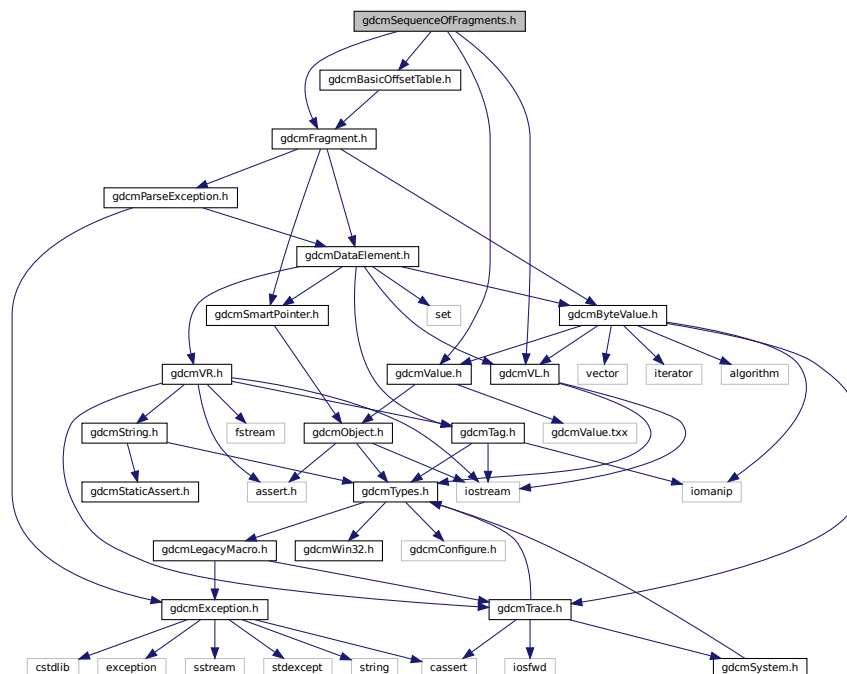 gdcmSequenceOfFragments.h
gdcmBasicOffsetTable.h
gdcmFragment.h
gdcmParseException.h
gdcmDataElement.h
gdcmSmartPointer.h
set
gdcmByteValue.h
gdcmVR.h
gdcmValue.h
gdcmVL.h
vector
iterator
algorithm
gdcmString.h
fstream
gdcmObject.h
gdcmTag.h
gdcmValue.txx
gdcmStaticAssert.h
assert.h
gdcmTypes.h
iostream
iomanip
gdcmLegacyMacro.h
gdcmWin32.h
gdcmConfigure.h
gdcmException.h
gdcmTrace.h
cstdlib
exception
sstream
stdexcept
string
cassert
iosfwd
gdcmSystem.h